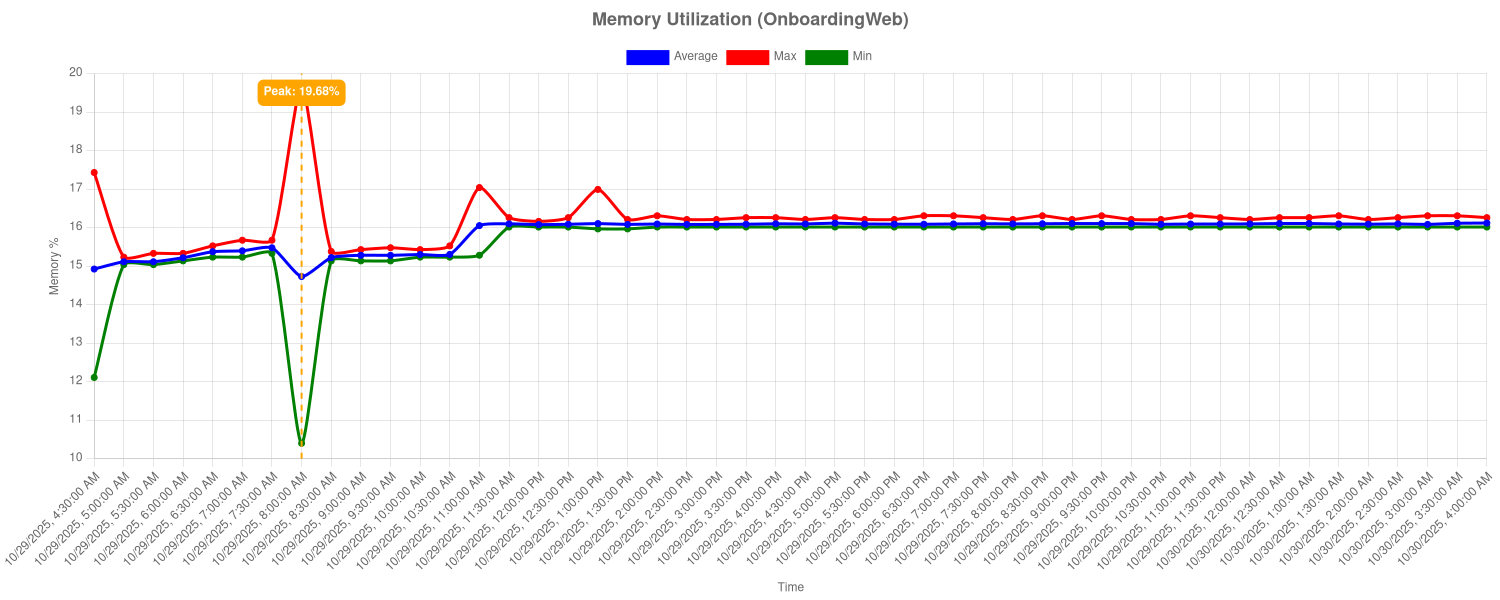 Memory Utilization (OnboardingWeb)
Average Max Min
Peak: 19.68%
Memory %
20
19
18
17
16
15
14
13
12
11
10
10/29/2025, 4:30:00 AM
10/29/2025, 5:00:00 AM
10/29/2025, 5:30:00 AM
10/29/2025, 6:00:00 AM
10/29/2025, 6:30:00 AM
10/29/2025, 7:00:00 AM
10/29/2025, 7:30:00 AM
10/29/2025, 8:00:00 AM
10/29/2025, 8:30:00 AM
10/29/2025, 9:00:00 AM
10/29/2025, 9:30:00 AM
10/29/2025, 10:00:00 AM
10/29/2025, 10:30:00 AM
10/29/2025, 11:00:00 AM
10/29/2025, 11:30:00 AM
10/29/2025, 12:00:00 PM
10/29/2025, 12:30:00 PM
10/29/2025, 1:00:00 PM
10/29/2025, 1:30:00 PM
10/29/2025, 2:00:00 PM
10/29/2025, 2:30:00 PM
10/29/2025, 3:00:00 PM
10/29/2025, 3:30:00 PM
10/29/2025, 4:00:00 PM
10/29/2025, 4:30:00 PM
10/29/2025, 5:00:00 PM
10/29/2025, 5:30:00 PM
10/29/2025, 6:00:00 PM
10/29/2025, 6:30:00 PM
10/29/2025, 7:00:00 PM
10/29/2025, 7:30:00 PM
10/29/2025, 8:00:00 PM
10/29/2025, 8:30:00 PM
10/29/2025, 9:00:00 PM
10/29/2025, 9:30:00 PM
10/29/2025, 10:00:00 PM
10/29/2025, 10:30:00 PM
10/29/2025, 11:00:00 PM
10/29/2025, 11:30:00 PM
10/30/2025, 12:00:00 AM
10/30/2025, 12:30:00 AM
10/30/2025, 1:00:00 AM
10/30/2025, 1:30:00 AM
10/30/2025, 2:00:00 AM
10/30/2025, 2:30:00 AM
10/30/2025, 3:00:00 AM
10/30/2025, 3:30:00 AM
10/30/2025, 4:00:00 AM
Time